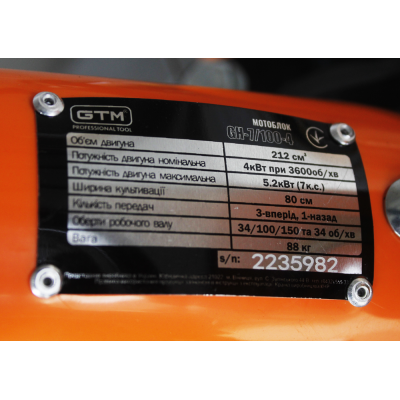 GTM
PROFESSIONAL TOOL
МОТОБЛОК
GH-7/100-4
Об'єм двигуна 212 см³
Потужність двигуна номінальна 4кВт при 3600об/хв
Потужність двигуна максимальна 5.2кВт (7к.с.)
Ширина культивації 80 см
Кількість передач 3-вперід, 1-назад
Оберти робочого валу 34/100/150 та 34 об/хв
Вага 88 кг
s/n: 2235982